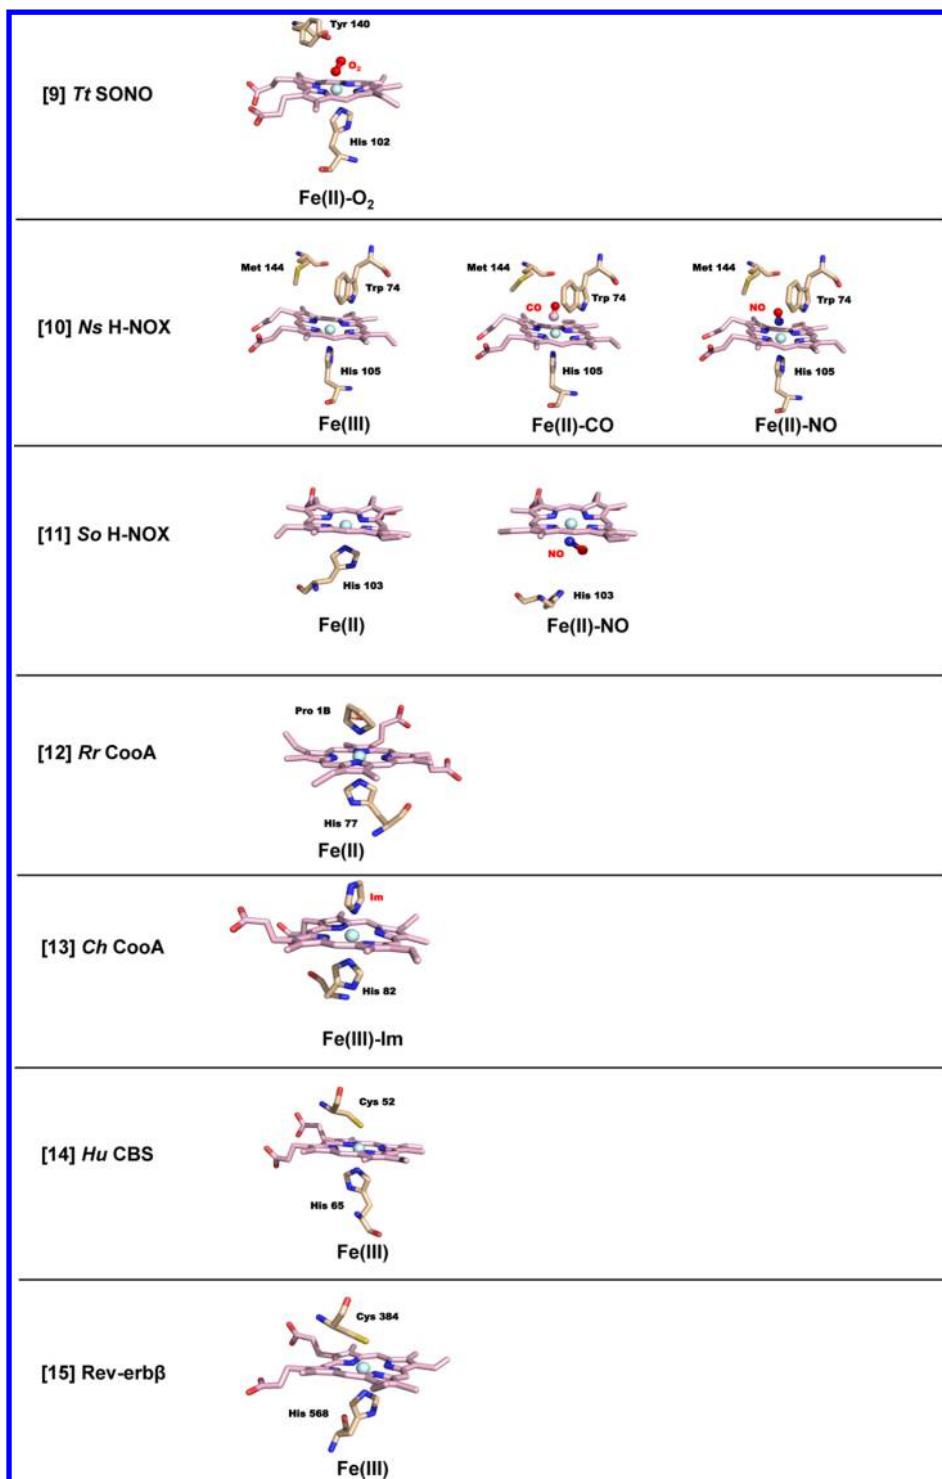 Tyr 140
O₂
[9] Tt SONO
His 102
Fe(II)-O₂
Met 144
Trp 74
Met 144
Trp 74
Met 144
Trp 74
CO
NO
[10] Ns H-NOX
His 105
His 105
His 105
Fe(III)
Fe(II)-CO
Fe(II)-NO
[11] So H-NOX
NO
His 103
His 103
Fe(II)
Fe(II)-NO
Pro 1B
[12] Rr CooA
His 77
Fe(II)
Im
[13] Ch CooA
His 82
Fe(III)-Im
Cys 52
[14] Hu CBS
His 65
Fe(III)
Cys 384
[15] Rev-erbβ
His 568
Fe(III)